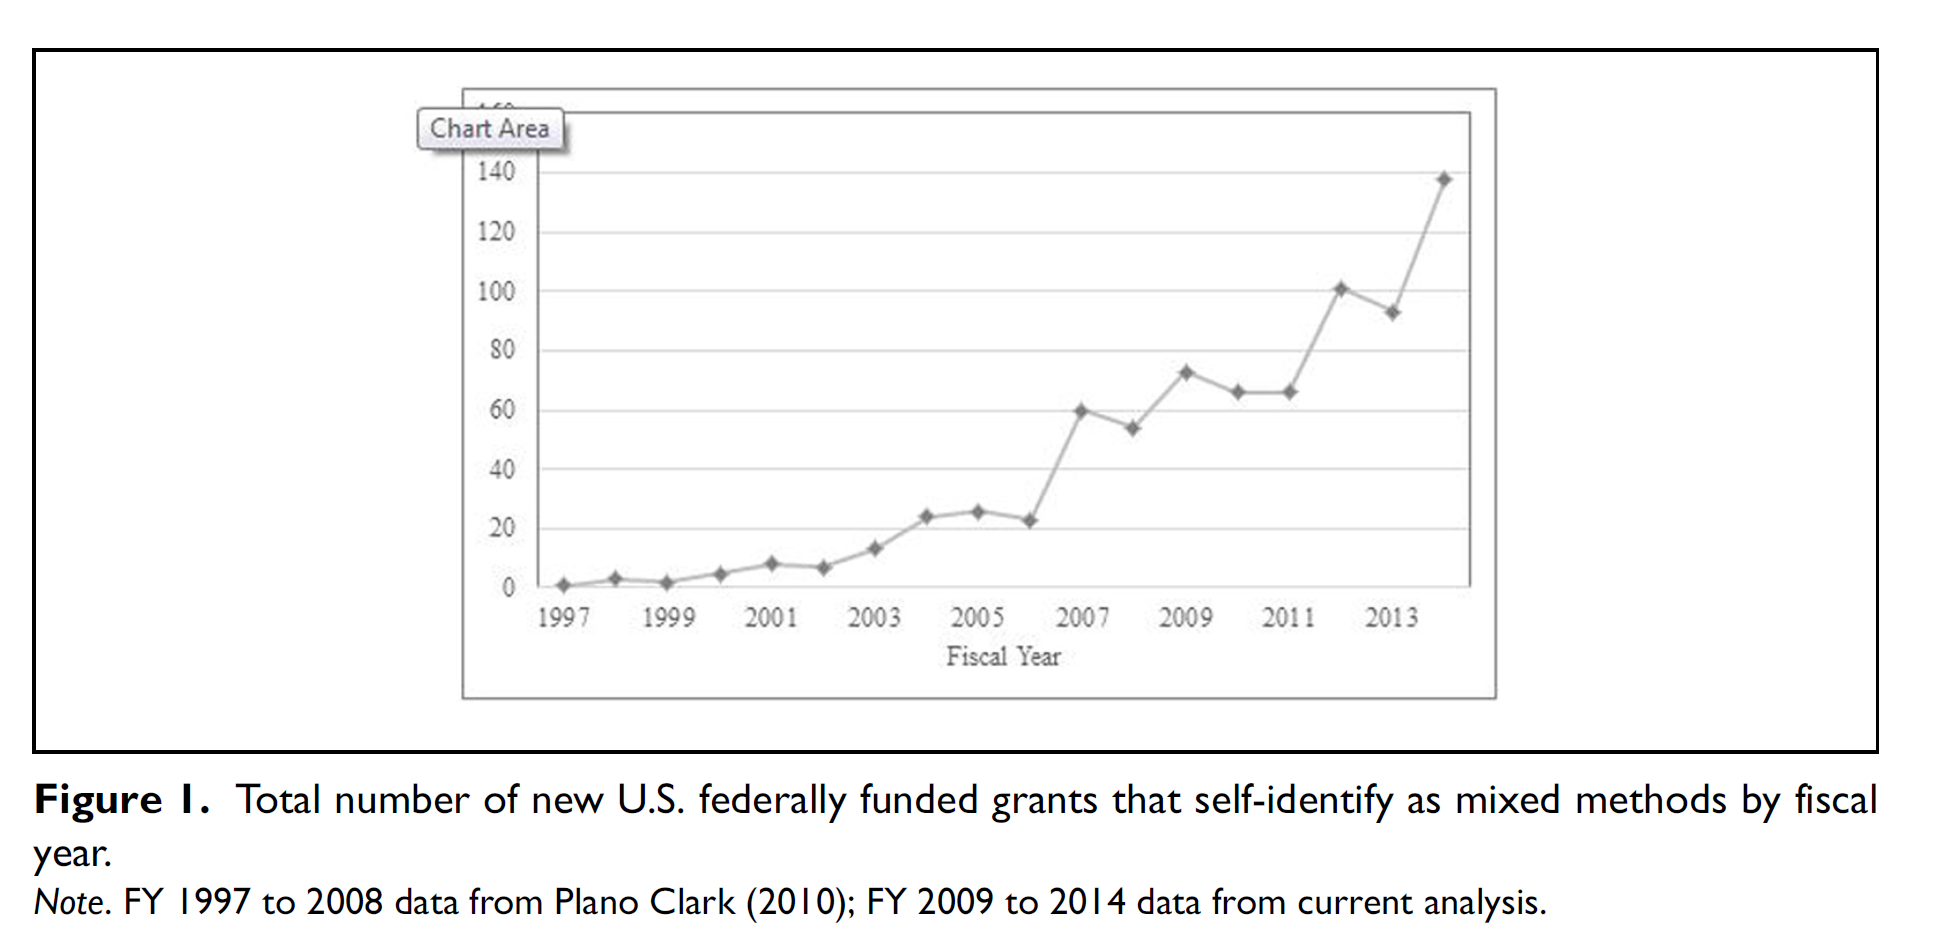 Chart Area
140
120
100
80
60
40
20
0
1997 1999 2001 2003 2005 2007 2009 2011 2013
Fiscal Year
Figure 1. Total number of new U.S. federally funded grants that self-identify as mixed methods by fiscal
year.
Note. FY 1997 to 2008 data from Plano Clark (2010); FY 2009 to 2014 data from current analysis.